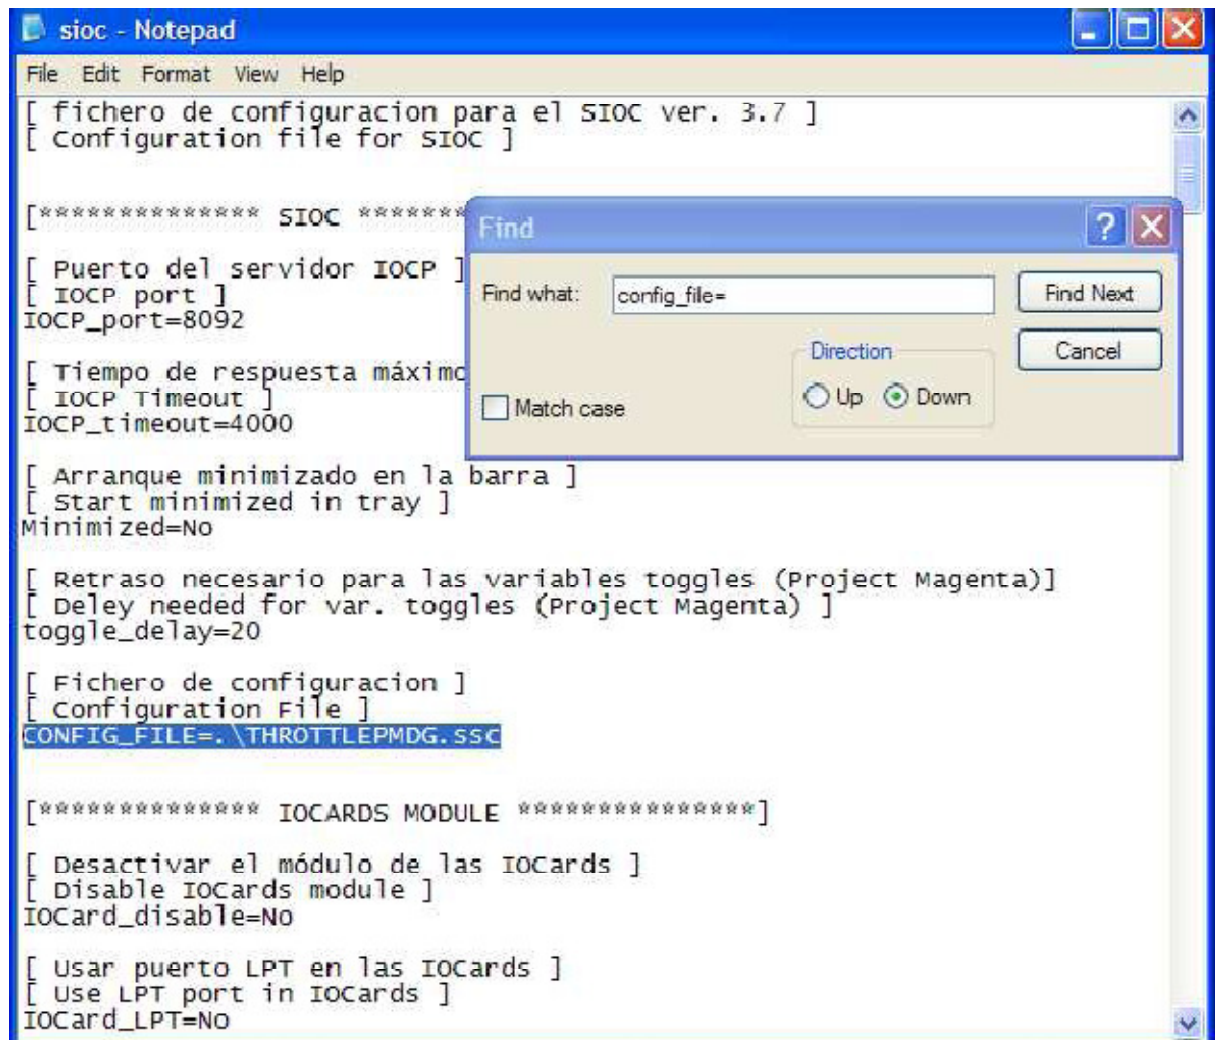 sioc - Notepad
File Edit Format View Help
[ fichero de configuracion para el SIOC ver. 3.7 ]
[ Configuration file for SIOC ]
[************** SIOC *******
[ Puerto del servidor IOCP ]
[ IOCP port ]
IOCP_port=8092
[ Tiempo de respuesta máximo
[ IOCP Timeout ]
IOCP_timeout=4000
[ Arranque minimizado en la barra ]
[ Start minimized in tray ]
Minimized=No
[ Retraso necesario para las variables toggles (Project Magenta)]
[ Deley needed for var. toggles (Project Magenta) ]
toggle_delay=20
[ Fichero de configuracion ]
[ Configuration File ]
CONFIG_FILE=.\THROTTLEPMDG.ssc
[************** IOCARDS MODULE ***************]
[ Desactivar el módulo de las IOCards ]
[ Disable IOCards module ]
IOCard_disable=No
[ Usar puerto LPT en las IOCards ]
[ Use LPT port in IOCards ]
IOCard_LPT=No
Find
Find what: config_file= Find Next
Direction Cancel
Match case Up Down